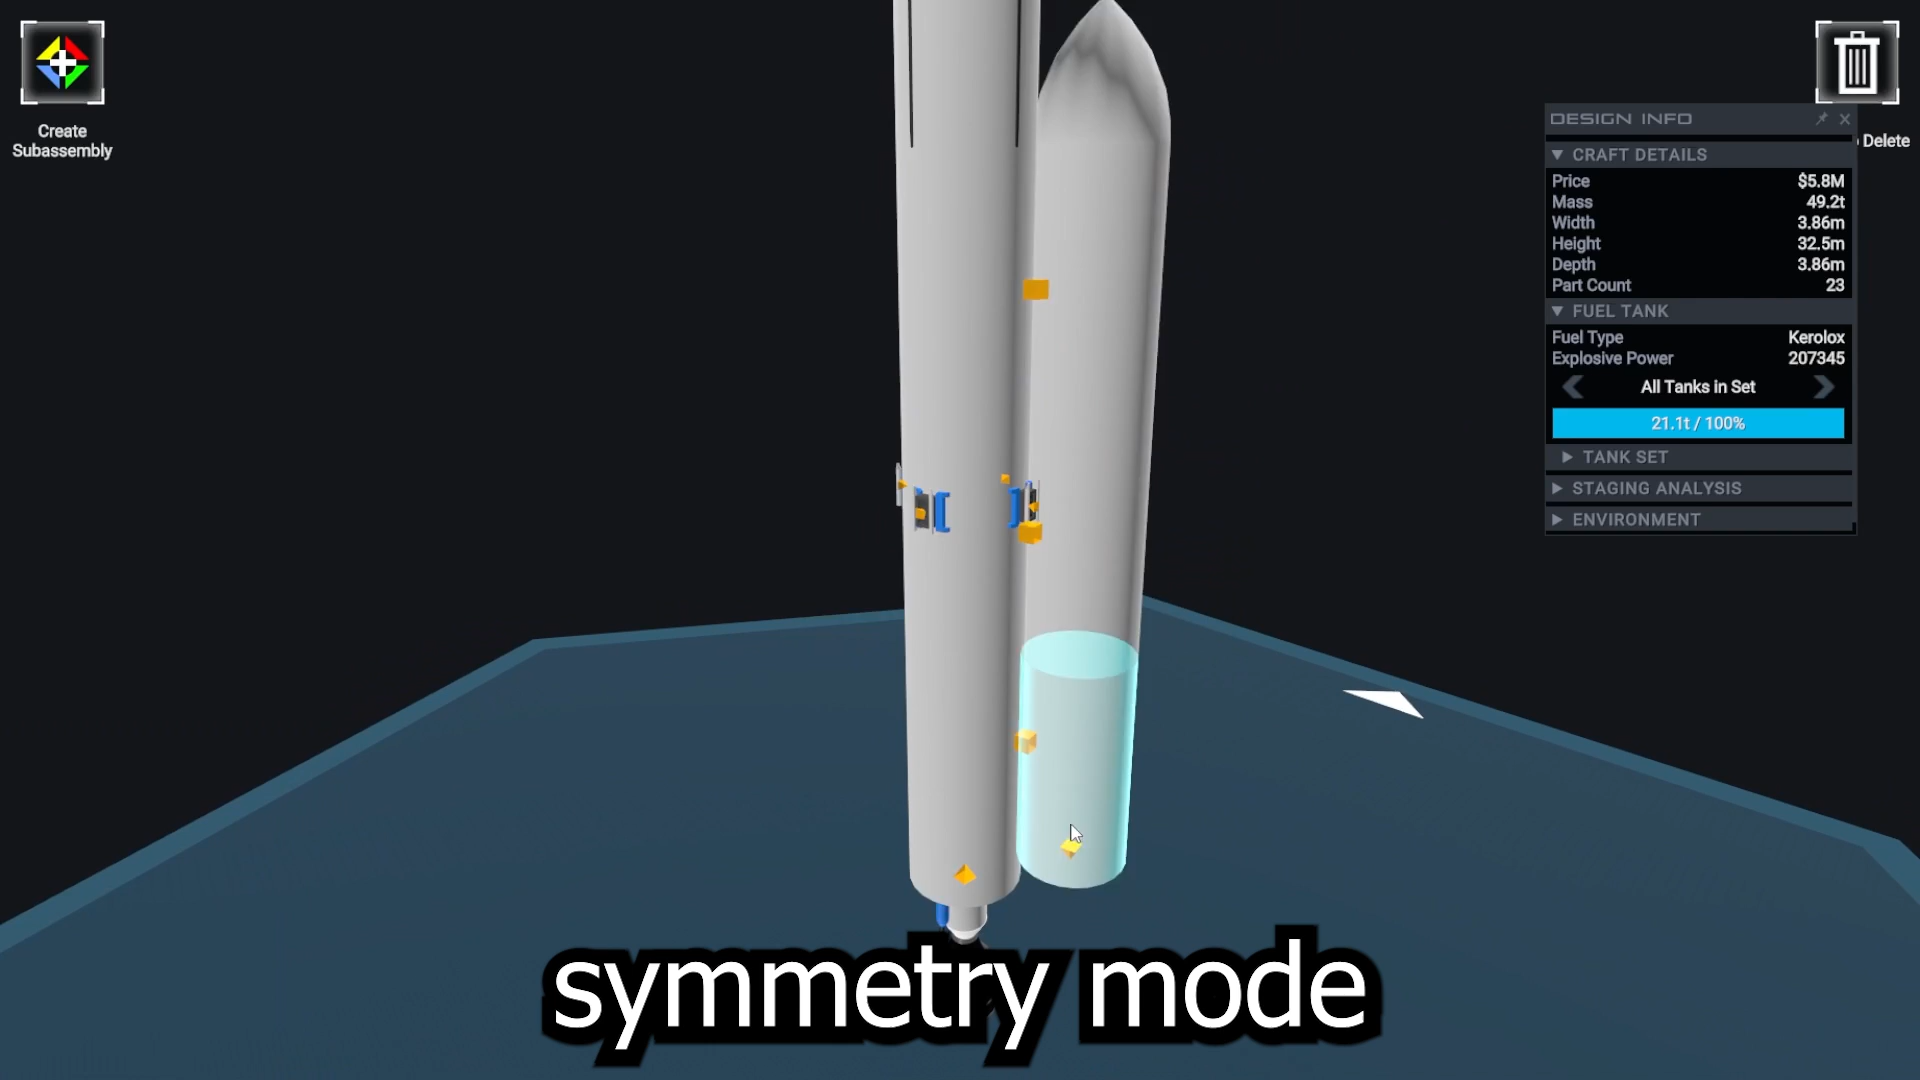 Create
Subassembly
DESIGN INFO
Delete
CRAFT DETAILS
Price $5.8M
Mass 49.2t
Width 3.86m
Height 32.5m
Depth 3.86m
Part Count 23
FUEL TANK
Fuel Type Kerolox
Explosive Power 207345
All Tanks in Set
21.1t / 100%
TANK SET
STAGING ANALYSIS
ENVIRONMENT
symmetry mode